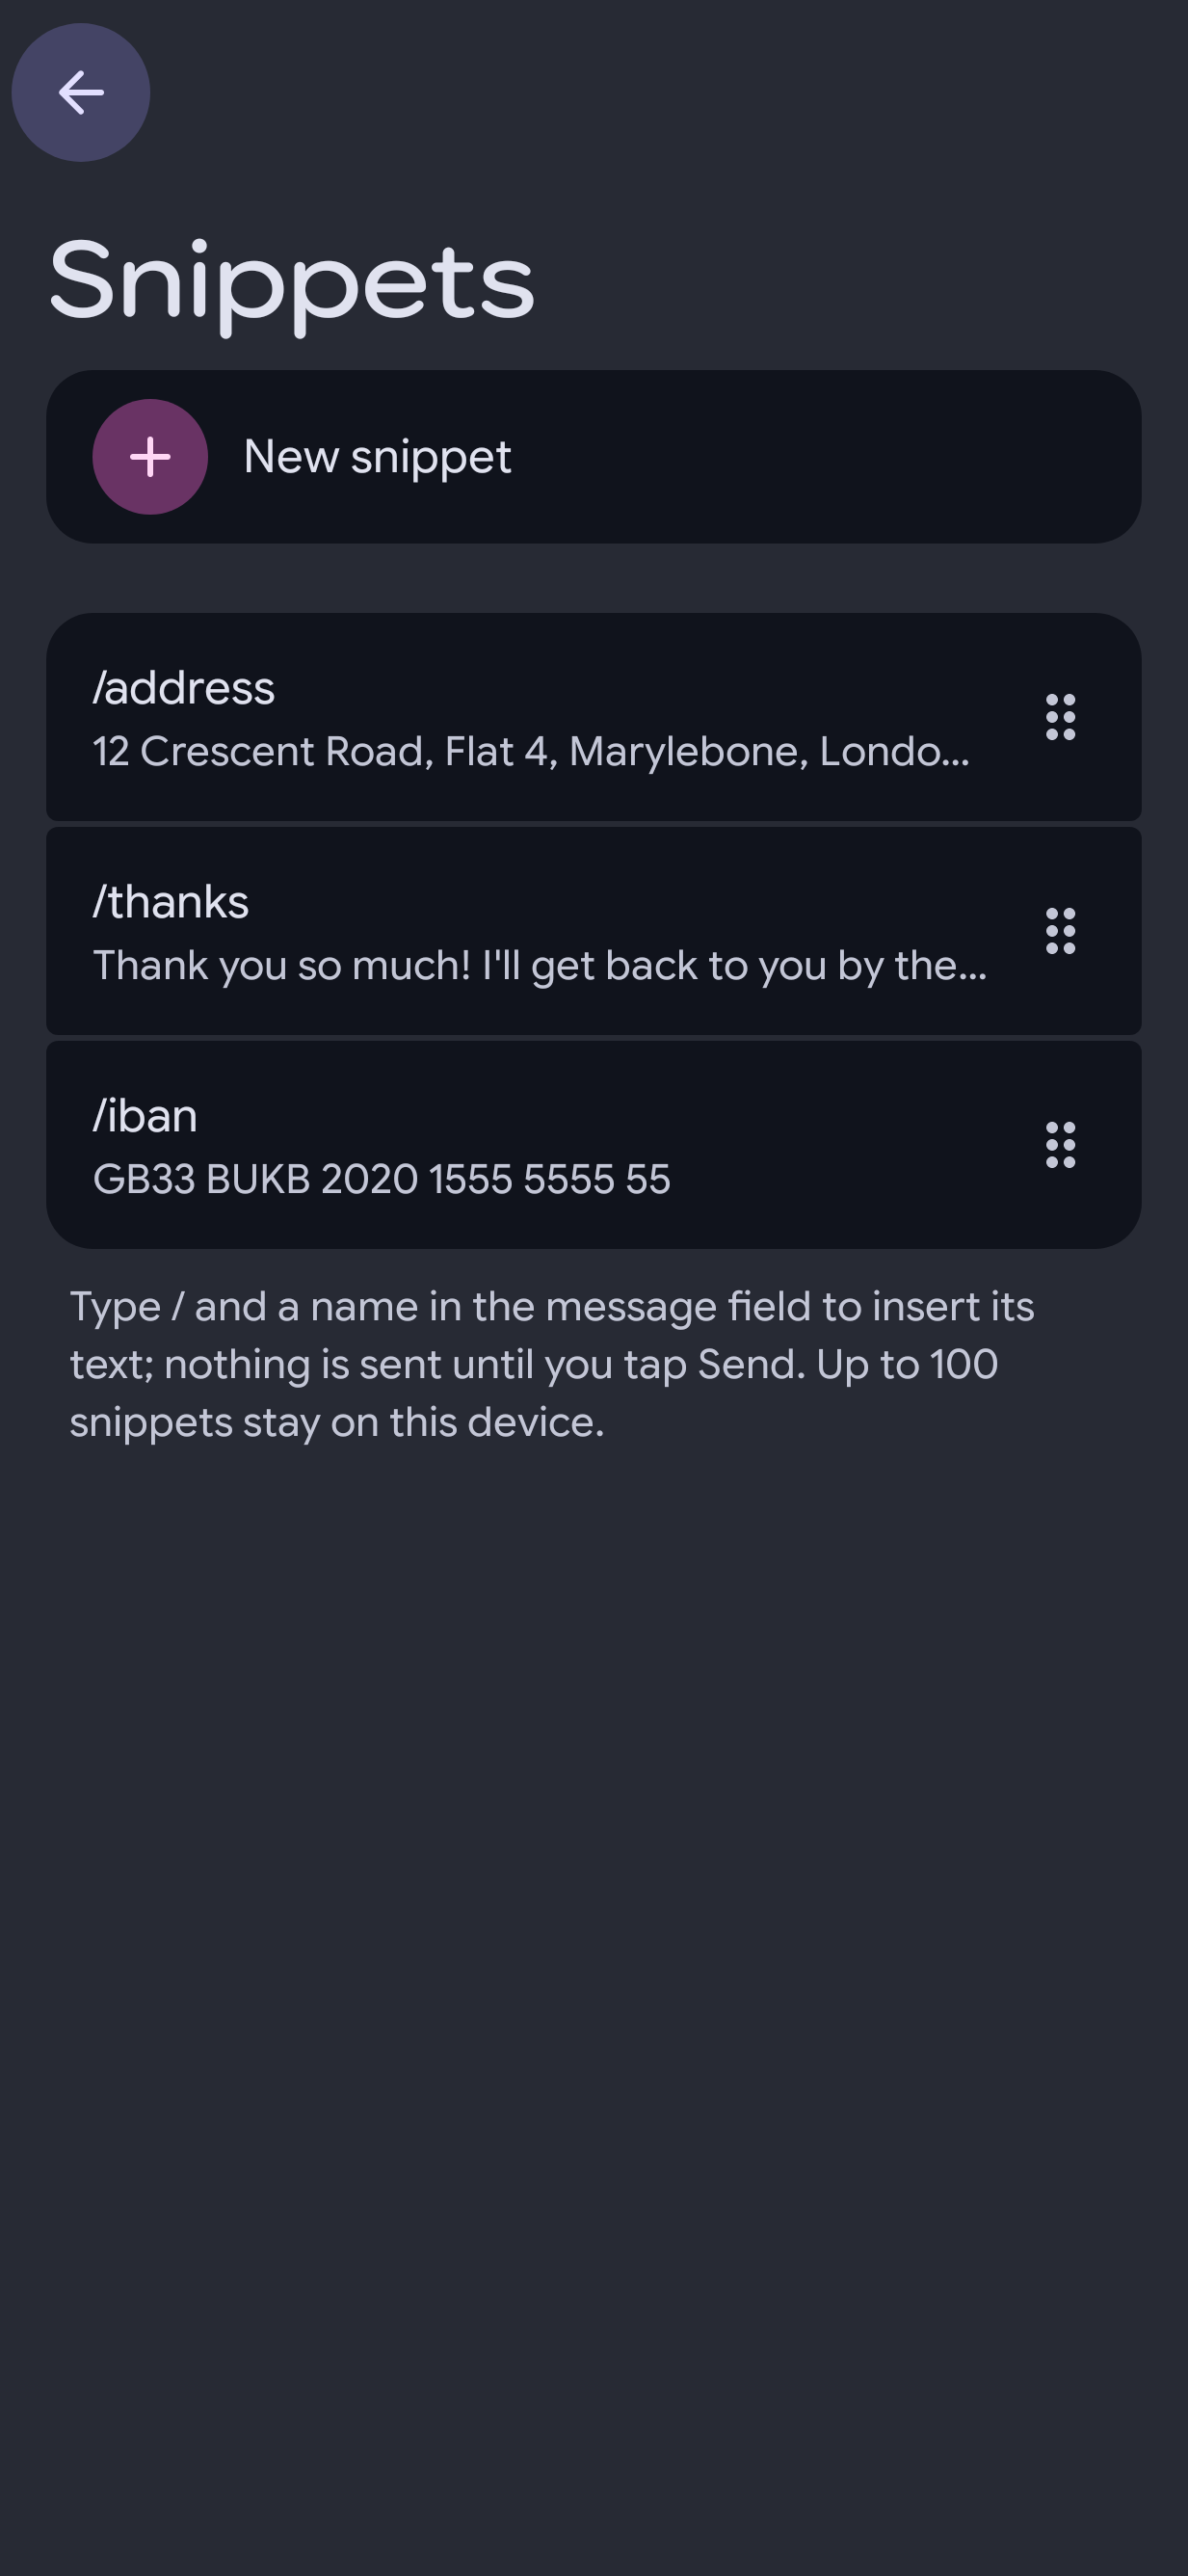 Snippets
New snippet
/address
12 Crescent Road, Flat 4, Marylebone, Londo...
/thanks
Thank you so much! I'll get back to you by the...
/iban
GB33 BUKB 2020 1555 5555 55
Type / and a name in the message field to insert its
text; nothing is sent until you tap Send. Up to 100
snippets stay on this device.